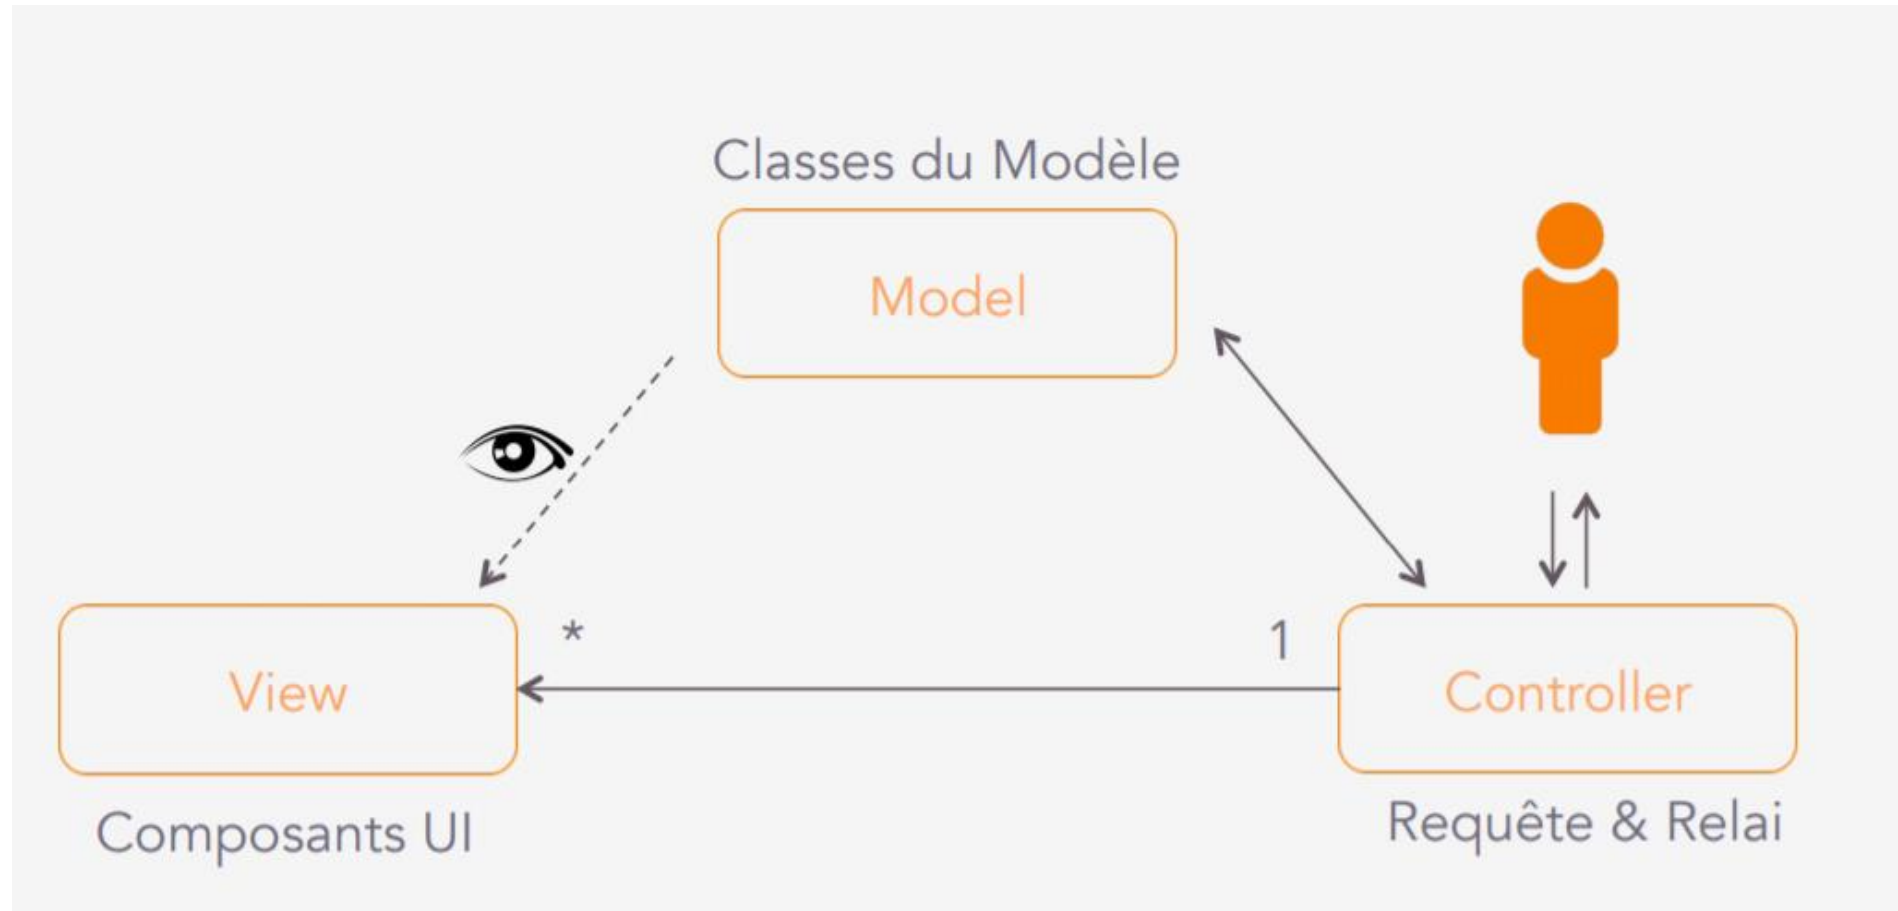 Classes du Modèle
Model
* 1
View
Controller
Composants UI
Requête & Relai